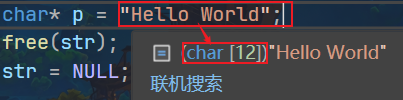 char* p = "Hello World";
free(str);
(char [12])"Hello World"
str = NULL;
联机搜索